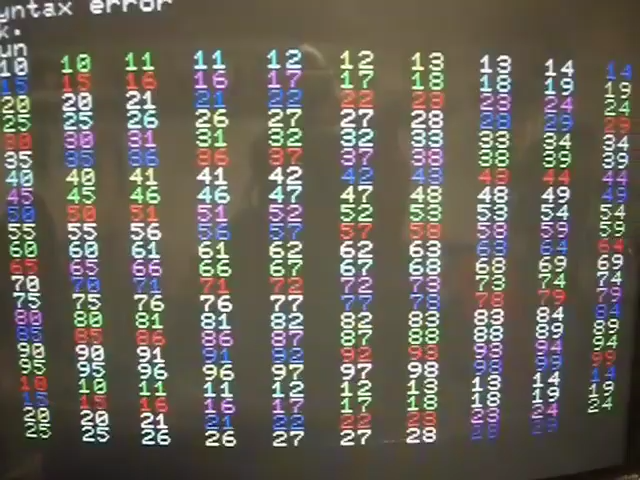 yntax error
k.
un
10 10 11 11 12 12 13 13 14 14
15 15 16 16 17 17 18 18 19 19
20 20 21 21 22 22 23 23 24 24
25 25 26 26 27 27 28 28 29 29
30 30 31 31 32 32 33 33 34 34
35 35 36 36 37 37 38 38 39 39
40 40 41 41 42 42 43 43 44 44
45 45 46 46 47 47 48 48 49 49
50 50 51 51 52 52 53 53 54 54
55 55 56 56 57 57 58 58 59 59
60 60 61 61 62 62 63 63 64 64
65 65 66 66 67 67 68 68 69 69
70 70 71 71 72 72 73 73 74 74
75 75 76 76 77 77 78 78 79 79
80 80 81 81 82 82 83 83 84 84
85 85 86 86 87 87 88 88 89 89
90 90 91 91 92 92 93 93 94 94
95 95 96 96 97 97 98 98 99 99
10 10 11 11 12 12 13 13 14 14
15 15 16 16 17 17 18 18 19 19
20 20 21 21 22 22 23 23 24 24
25 25 26 26 27 27 28 28 29